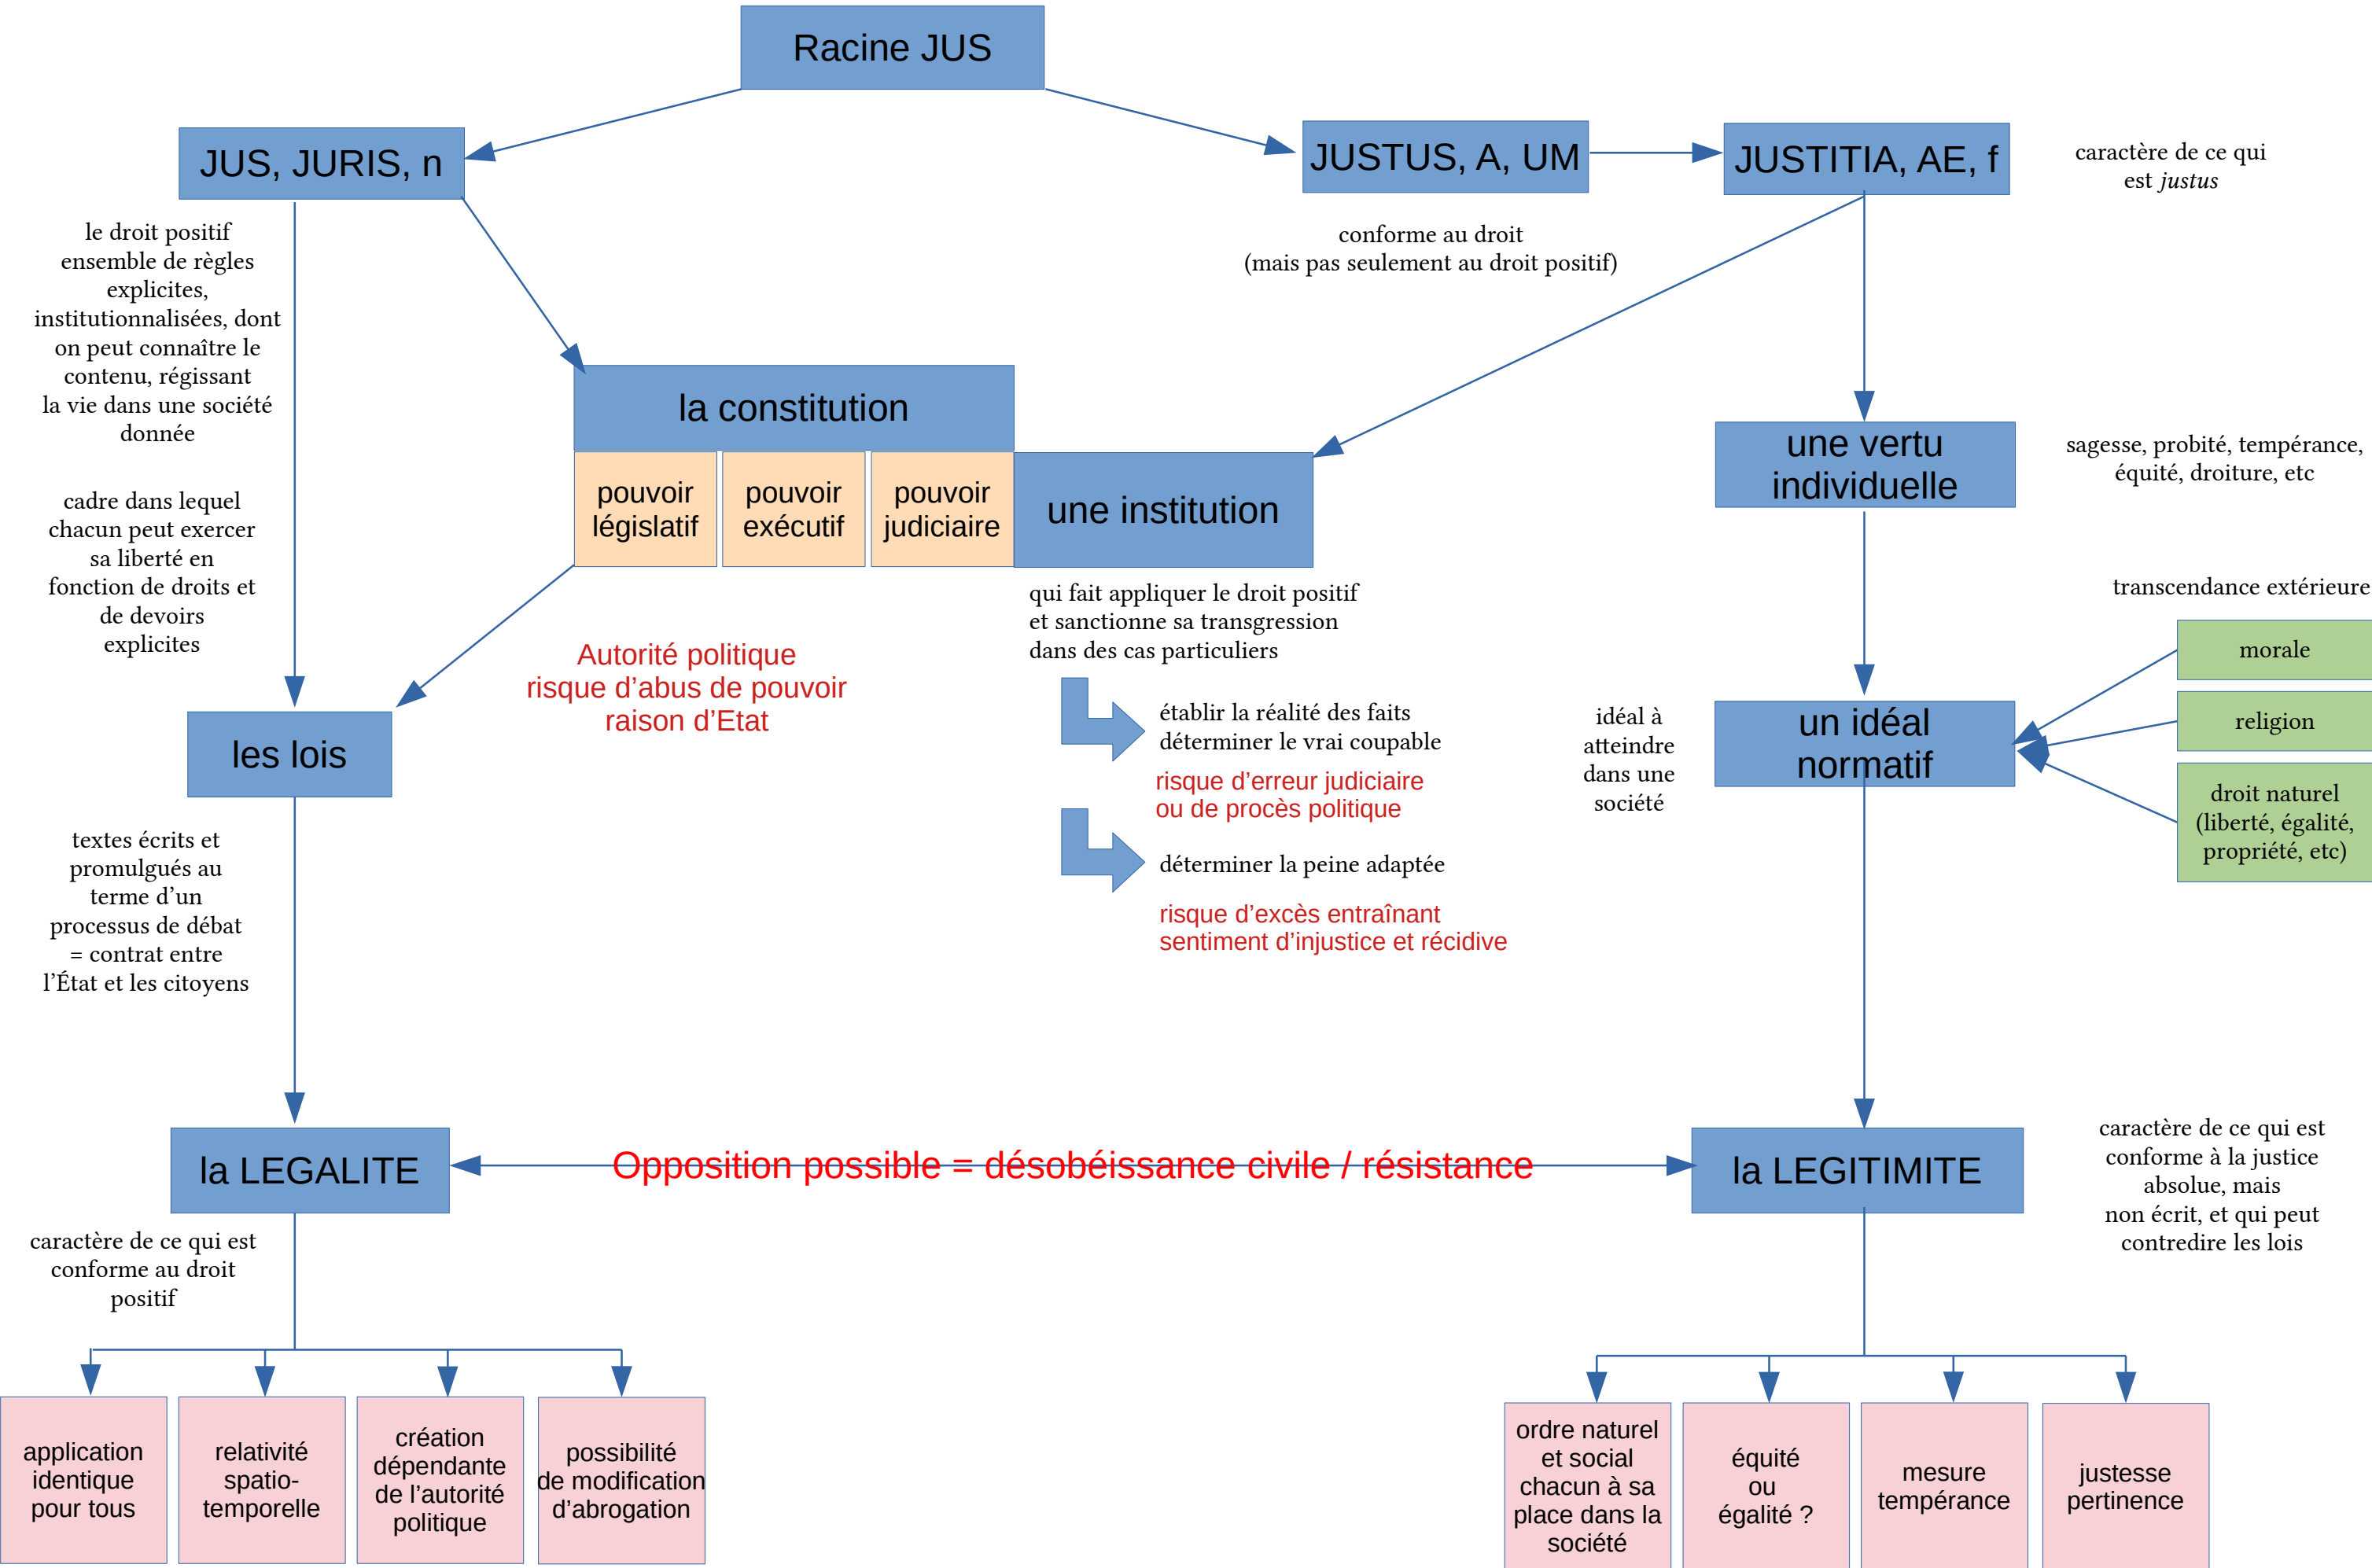 Racine JUS
JUS, JURIS, n
JUSTUS, A, UM
JUSTITIA, AE, f
caractère de ce qui
est justus
le droit positif
ensemble de règles
explicites,
institutionnalisées, dont
on peut connaître le
contenu, régissant
la vie dans une société
donnée
conforme au droit
(mais pas seulement au droit positif)
cadre dans lequel
chacun peut exercer
sa liberté en
fonction de droits et
de devoirs
explicites
la constitution
pouvoir
législatif
pouvoir
exécutif
pouvoir
judiciaire
une institution
une vertu
individuelle
sagesse, probité, tempérance,
équité, droiture, etc
qui fait appliquer le droit positif
et sanctionne sa transgression
dans des cas particuliers
Autorité politique
risque d’abus de pouvoir
raison d’Etat
établir la réalité des faits
déterminer le vrai coupable
risque d’erreur judiciaire
ou de procès politique
déterminer la peine adaptée
risque d’excès entraînant
sentiment d’injustice et récidive
idéal à
atteindre
dans une
société
un idéal
normatif
transcendance extérieure
morale
religion
droit naturel
(liberté, égalité,
propriété, etc)
les lois
textes écrits et
promulgués au
terme d’un
processus de débat
= contrat entre
l’État et les citoyens
la LEGALITE
Opposition possible = désobéissance civile / résistance
la LEGITIMITE
caractère de ce qui est
conforme à la justice
absolue, mais
non écrit, et qui peut
contredire les lois
caractère de ce qui est
conforme au droit
positif
application
identique
pour tous
relativité
spatio-
temporelle
création
dépendante
de l’autorité
politique
possibilité
de modification
d’abrogation
ordre naturel
et social
chacun à sa
place dans la
société
équité
ou
égalité ?
mesure
tempérance
justesse
pertinence